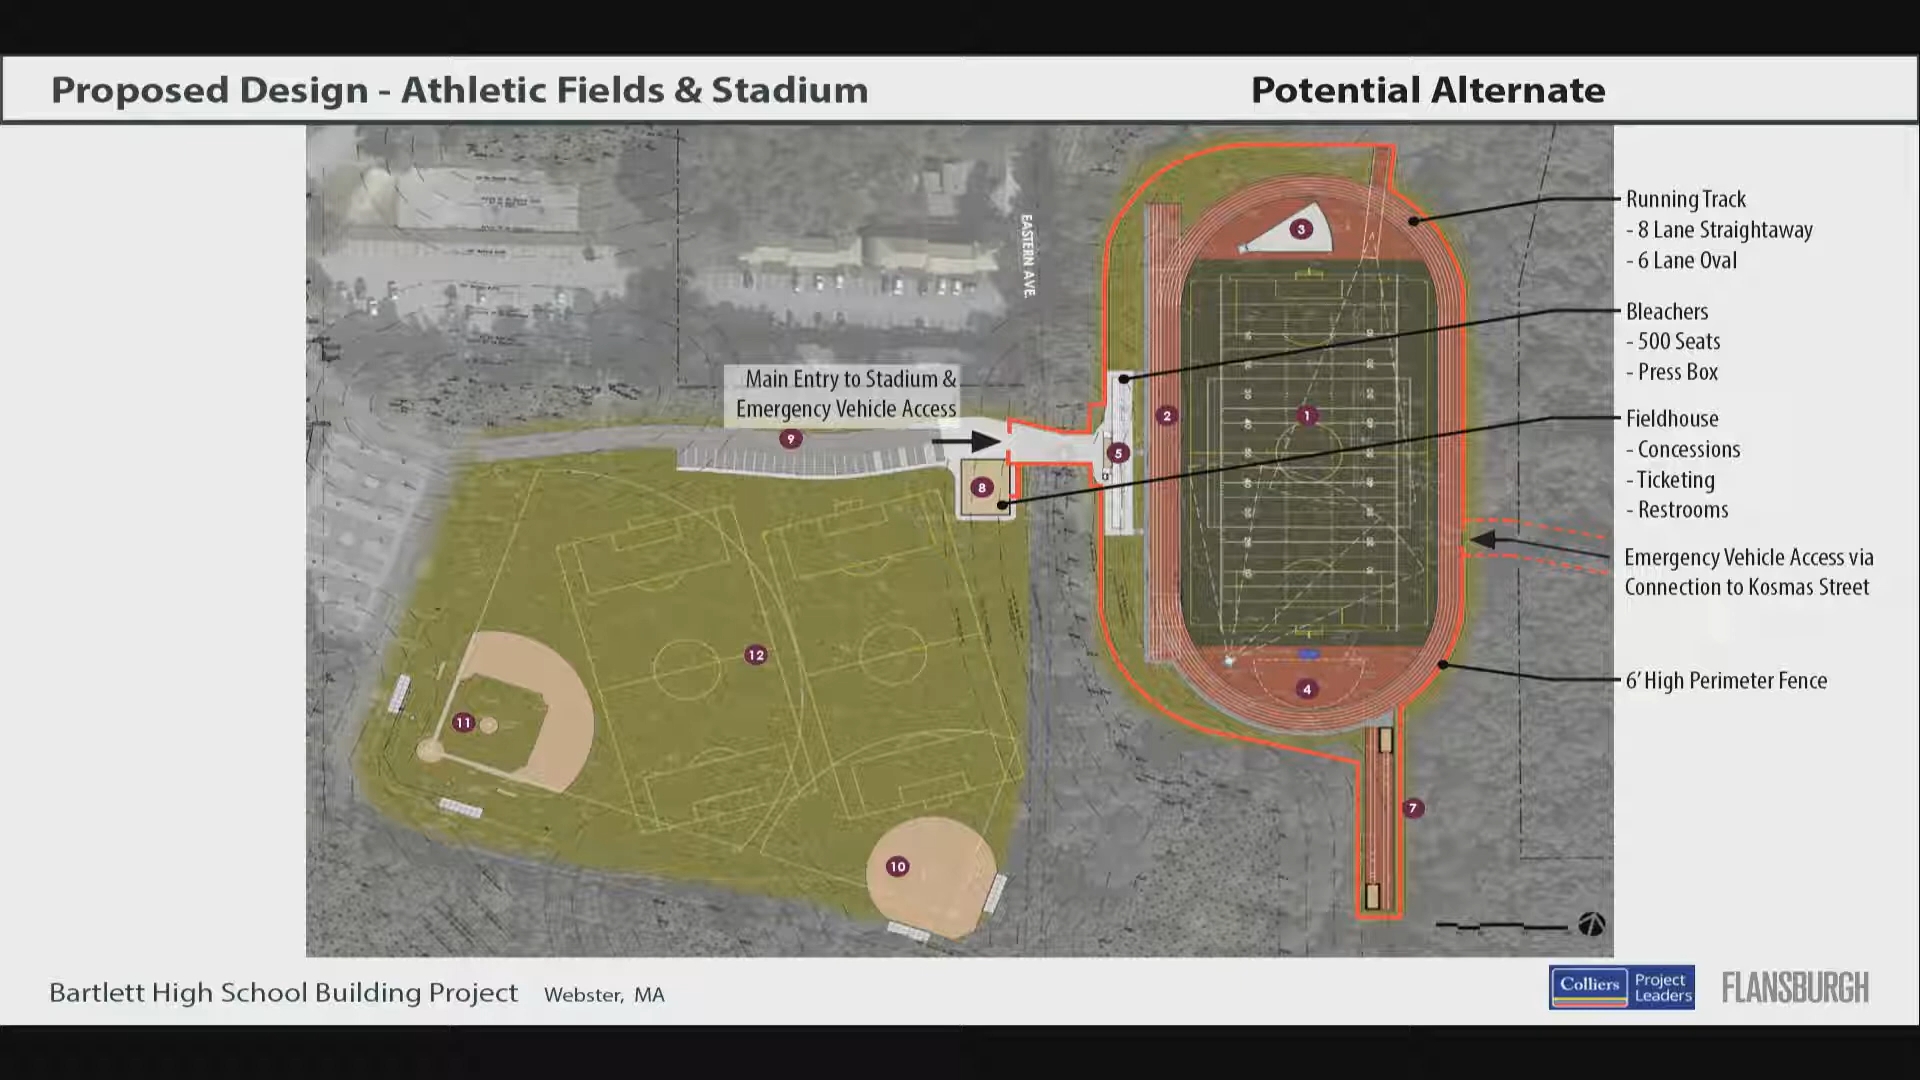 Proposed Design - Athletic Fields & Stadium
Potential Alternate
EASTERN AVE.
Main Entry to Stadium &
Emergency Vehicle Access
Running Track
- 8 Lane Straightaway
- 6 Lane Oval
Bleachers
- 500 Seats
- Press Box
Fieldhouse
- Concessions
- Ticketing
- Restrooms
Emergency Vehicle Access via
Connection to Kosmas Street
6' High Perimeter Fence
3
2
1
9
5
8
12
4
11
7
10
Bartlett High School Building Project Webster, MA
Colliers
Project
Leaders
FLANSBURGH